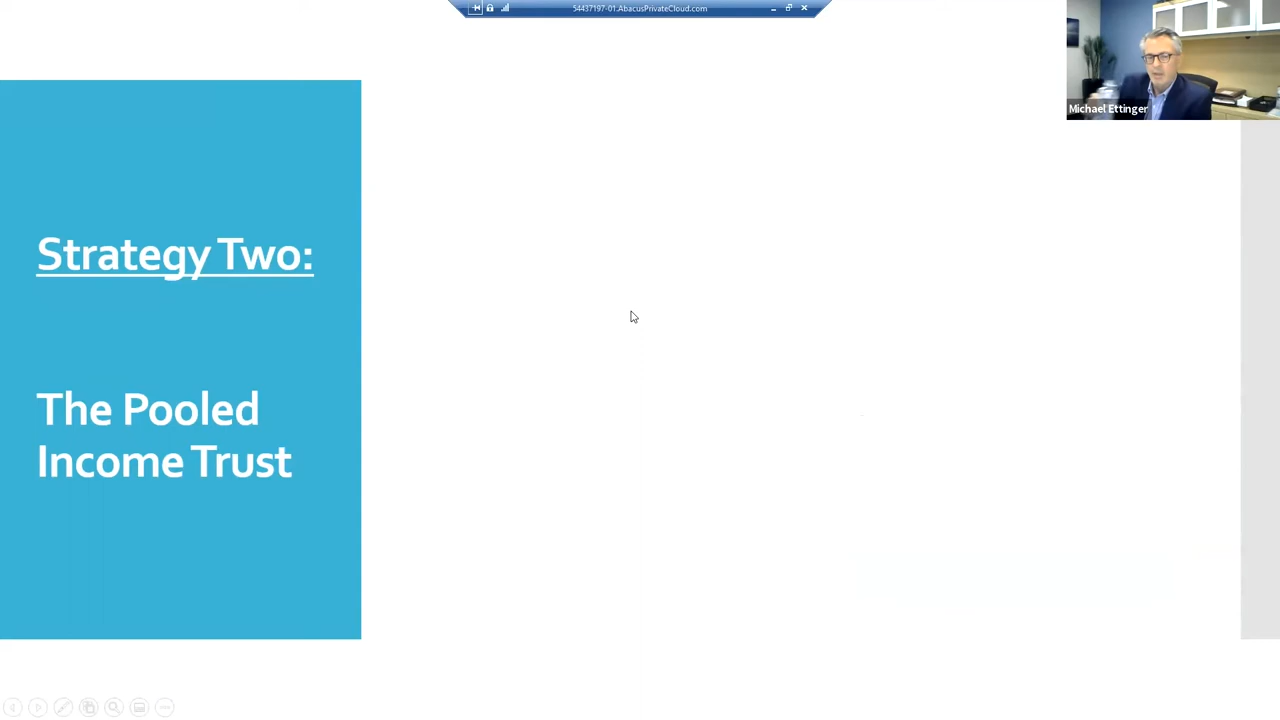 54437197-01.AbacusPrivateCloud.com
Michael Ettinger
Strategy Two:
The Pooled
Income Trust